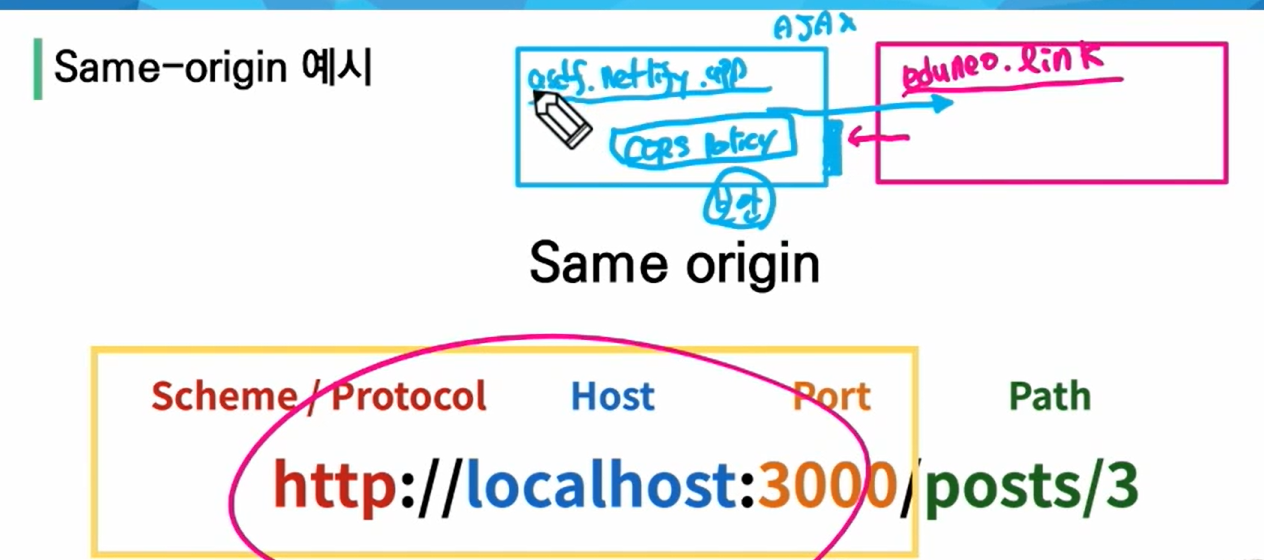 Same-origin 예시
AJAX
asdf.netlify.app
eduneo.link
CORS Policy
보안
Same origin
Scheme / Protocol Host Port Path
http://localhost:3000/posts/3